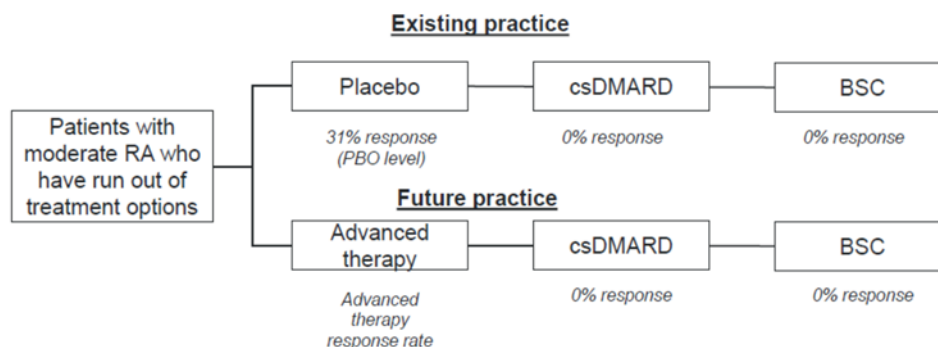 Existing practice
Placebo
csDMARD
BSC
Patients with
moderate RA who
have run out of
treatment options
31% response
(PBO level)
0% response
0% response
Future practice
Advanced
therapy
csDMARD
BSC
Advanced
therapy
response rate
0% response
0% response